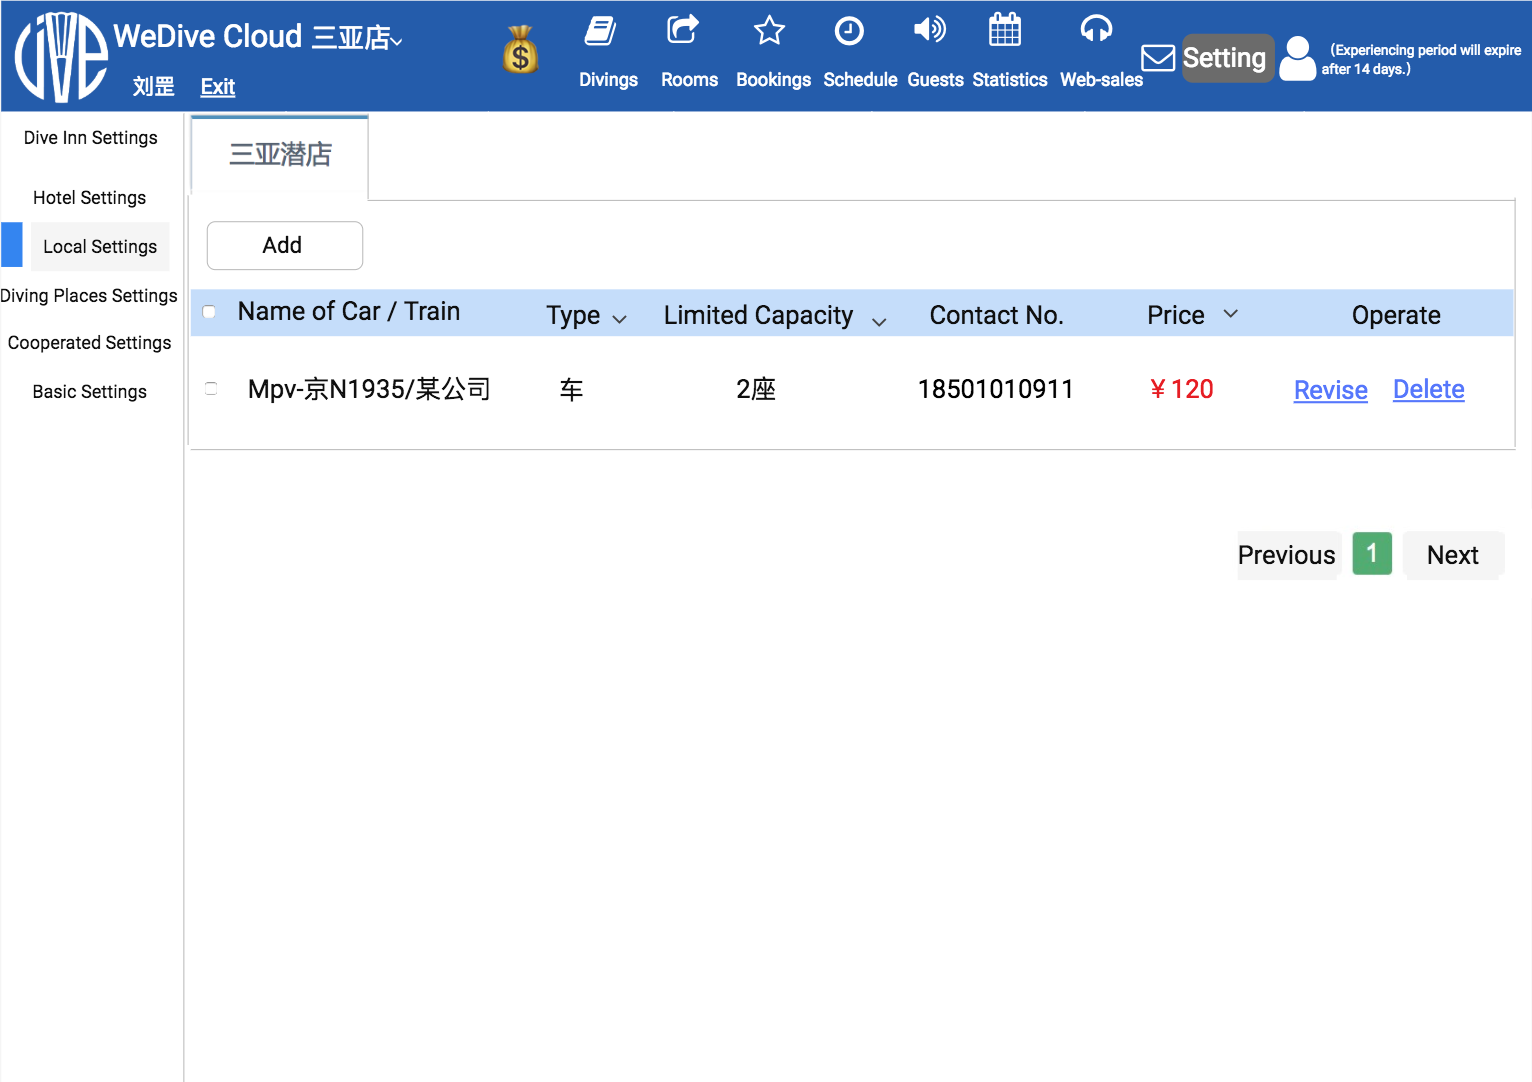 WeDive Cloud 三亚店
刘罡 Exit
Divings Rooms Bookings Schedule Guests Statistics Web-sales
Setting
(Experiencing period will expire
after 14 days.)
Dive Inn Settings
Hotel Settings
Local Settings
Diving Places Settings
Cooperated Settings
Basic Settings
三亚潜店
Add
Name of Car / Train Type Limited Capacity Contact No. Price Operate
Mpv-京N1935/某公司 车 2座 18501010911 ¥120 Revise Delete
Previous 1 Next